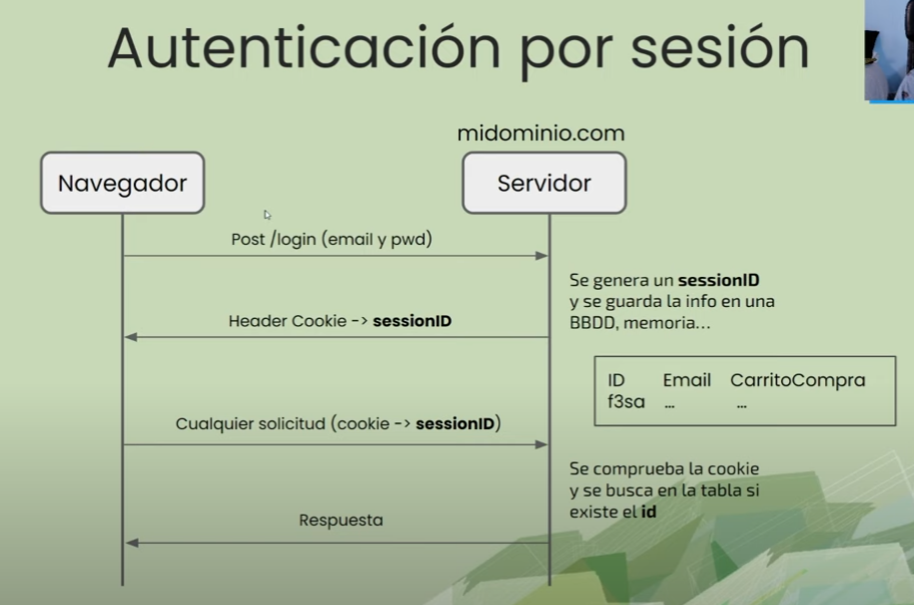 Autenticación por sesión
midominio.com
Navegador
Servidor
Post /login (email y pwd)
Se genera un sessionID
y se guarda la info en una
BBDD, memoria...
Header Cookie -> sessionID
ID Email CarritoCompra
f3sa ... ...
Cualquier solicitud (cookie -> sessionID)
Se comprueba la cookie
y se busca en la tabla si
existe el id
Respuesta